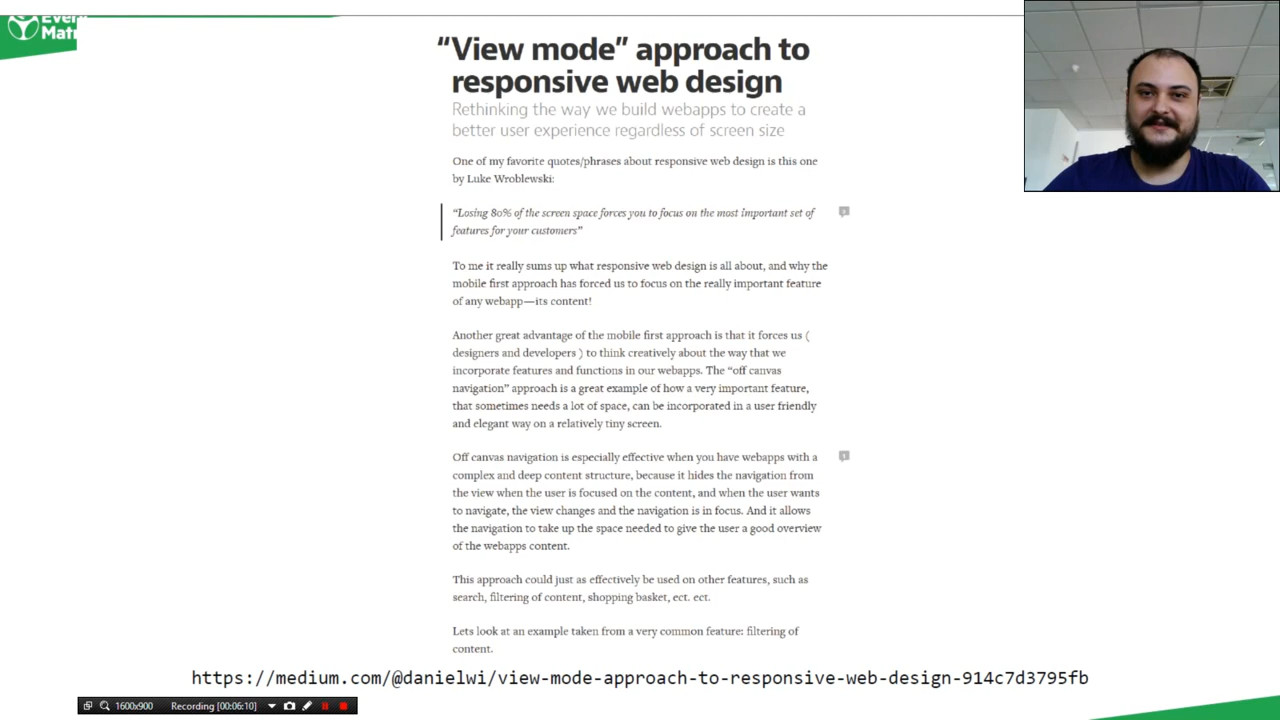 “View mode” approach to
responsive web design
Rethinking the way we build webapps to create a
better user experience regardless of screen size
One of my favorite quotes/phrases about responsive web design is this one
by Luke Wroblewski:
“Losing 80% of the screen space forces you to focus on the most important set of
features for your customers”
To me it really sums up what responsive web design is all about, and why the
mobile first approach has forced us to focus on the really important feature
of any webapp—its content!
Another great advantage of the mobile first approach is that it forces us (
designers and developers ) to think creatively about the way that we
incorporate features and functions in our webapps. The “off canvas
navigation” approach is a great example of how a very important feature,
that sometimes needs a lot of space, can be incorporated in a user friendly
and elegant way on a relatively tiny screen.
Off canvas navigation is especially effective when you have webapps with a
complex and deep content structure, because it hides the navigation from
the view when the user is focused on the content, and when the user wants
to navigate, the view changes and the navigation is in focus. And it allows
the navigation to take up the space needed to give the user a good overview
of the webapps content.
This approach could just as effectively be used on other features, such as
search, filtering of content, shopping basket, ect. ect.
Lets look at an example taken from a very common feature: filtering of
content.
https://medium.com/@danielwi/view-mode-approach-to-responsive-web-design-914c7d3795fb
1600x900 Recording [00:06:10]